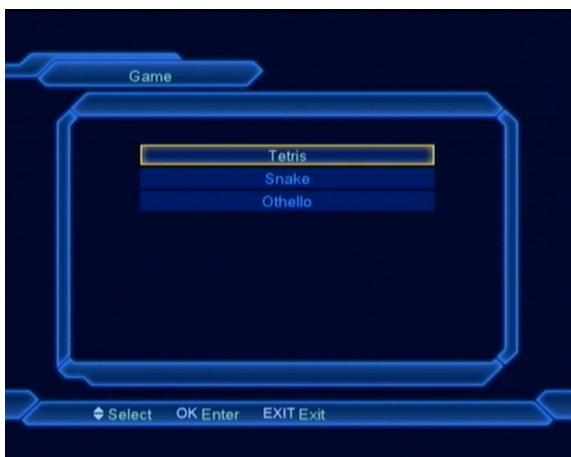 Game
Tetris
Snake
Othello
Select OK Enter EXIT Exit